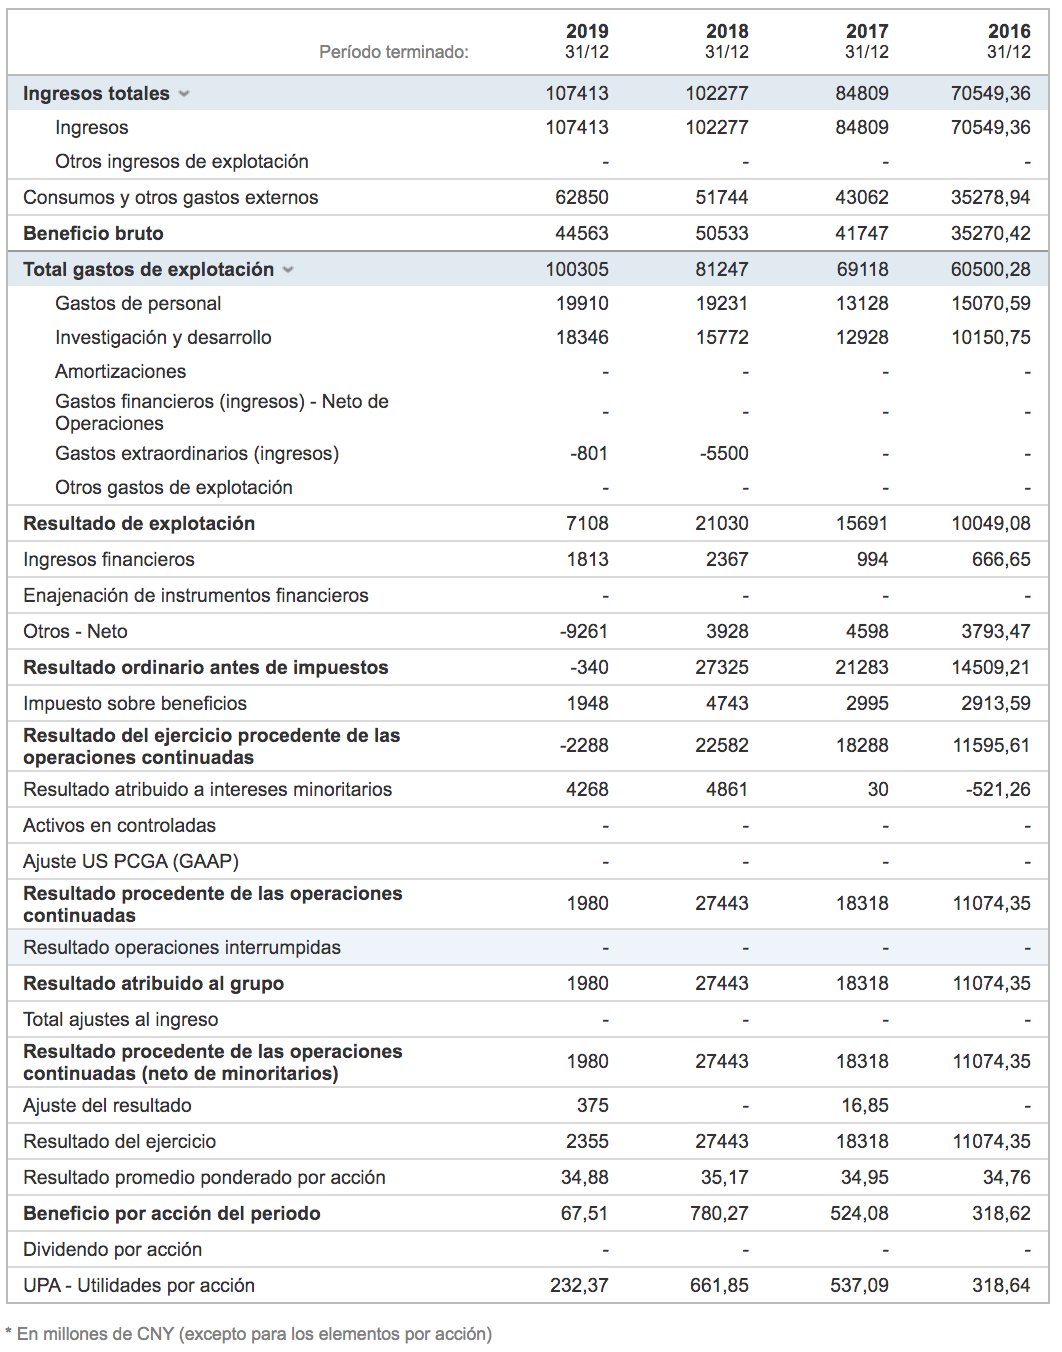 2019 2018 2017 2016
Período terminado: 31/12 31/12 31/12 31/12
Ingresos totales 107413 102277 84809 70549,36
Ingresos 107413 102277 84809 70549,36
Otros ingresos de explotación - - - -
Consumos y otros gastos externos 62850 51744 43062 35278,94
Beneficio bruto 44563 50533 41747 35270,42
Total gastos de explotación 100305 81247 69118 60500,28
Gastos de personal 19910 19231 13128 15070,59
Investigación y desarrollo 18346 15772 12928 10150,75
Amortizaciones - - - -
Gastos financieros (ingresos) - Neto de
Operaciones - - - -
Gastos extraordinarios (ingresos) -801 -5500 - -
Otros gastos de explotación - - - -
Resultado de explotación 7108 21030 15691 10049,08
Ingresos financieros 1813 2367 994 666,65
Enajenación de instrumentos financieros - - - -
Otros - Neto -9261 3928 4598 3793,47
Resultado ordinario antes de impuestos -340 27325 21283 14509,21
Impuesto sobre beneficios 1948 4743 2995 2913,59
Resultado del ejercicio procedente de las
operaciones continuadas -2288 22582 18288 11595,61
Resultado atribuido a intereses minoritarios 4268 4861 30 -521,26
Activos en controladas - - - -
Ajuste US PCGA (GAAP) - - - -
Resultado procedente de las operaciones
continuadas 1980 27443 18318 11074,35
Resultado operaciones interrumpidas - - - -
Resultado atribuido al grupo 1980 27443 18318 11074,35
Total ajustes al ingreso - - - -
Resultado procedente de las operaciones
continuadas (neto de minoritarios) 1980 27443 18318 11074,35
Ajuste del resultado 375 - 16,85 -
Resultado del ejercicio 2355 27443 18318 11074,35
Resultado promedio ponderado por acción 34,88 35,17 34,95 34,76
Beneficio por acción del periodo 67,51 780,27 524,08 318,62
Dividendo por acción - - - -
UPA - Utilidades por acción 232,37 661,85 537,09 318,64
* En millones de CNY (excepto para los elementos por acción)